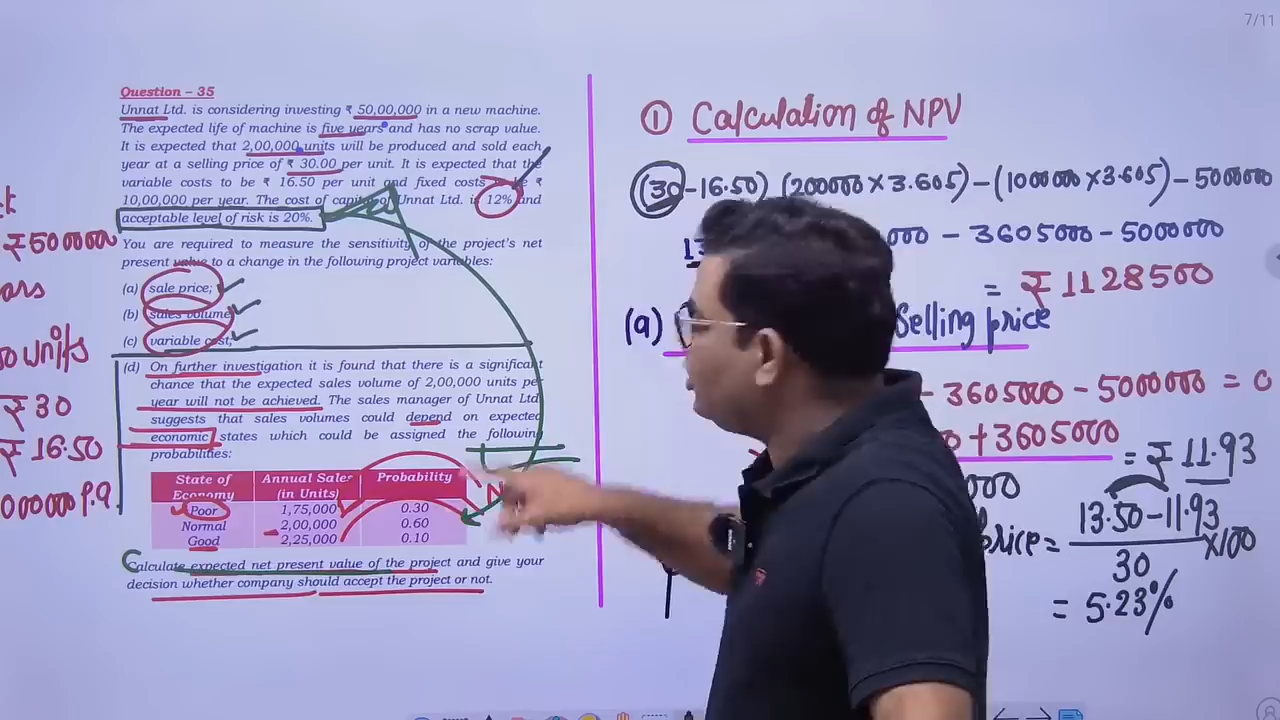 7/11
Question – 35
Unnat Ltd. is considering investing ₹ 50,00,000 in a new machine.
The expected life of machine is five years and has no scrap value.
It is expected that 2,00,000 units will be produced and sold each
year at a selling price of ₹ 30.00 per unit. It is expected that the
variable costs to be ₹ 16.50 per unit and fixed costs to be ₹
10,00,000 per year. The cost of capital of Unnat Ltd. is 12% and
acceptable level of risk is 20%.
You are required to measure the sensitivity of the project's net
present value to a change in the following project variables:
(a) sale price;
(b) sales volume;
(c) variable cost;
(d) On further investigation it is found that there is a significant
chance that the expected sales volume of 2,00,000 units per
year will not be achieved. The sales manager of Unnat Ltd.
suggests that sales volumes could depend on expected
economic states which could be assigned the following
probabilities:
State of Economy Annual Sales (in Units) Probability
Poor 1,75,000 0.30
Normal 2,00,000 0.60
Good 2,25,000 0.10
Calculate expected net present value of the project and give your
decision whether company should accept the project or not.
₹500000
₹30
₹16.50
000000 P.a
① Calculation of NPV
(30-16.50) (200000 × 3.605) - (1000000 × 3.605) - 5000000
000 - 3605000 - 5000000
= ₹1128500
(a) Selling price
- 3605000 - 5000000 = 0
0 + 3605000
= ₹ 11.93
000
price = 13.50 - 11.93
30
×100
= 5.23%